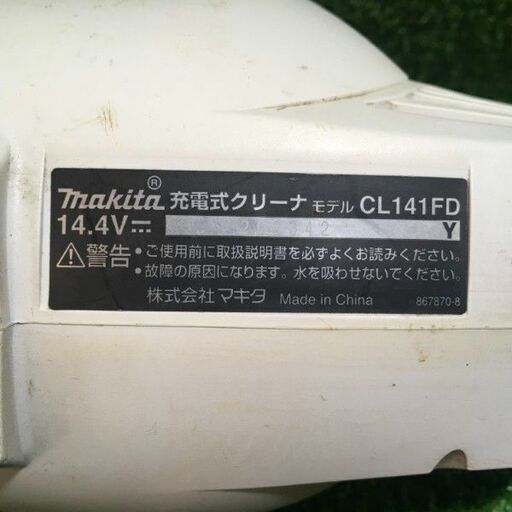 makita® 充電式クリーナ モデル CL141FD
14.4V⎓ Y
⚠警告 •ご使用前に取扱説明書を必ずよくお読みください。
•故障の原因になります。水を吸わせないでください。
株式会社マキタ Made in China 867870-8